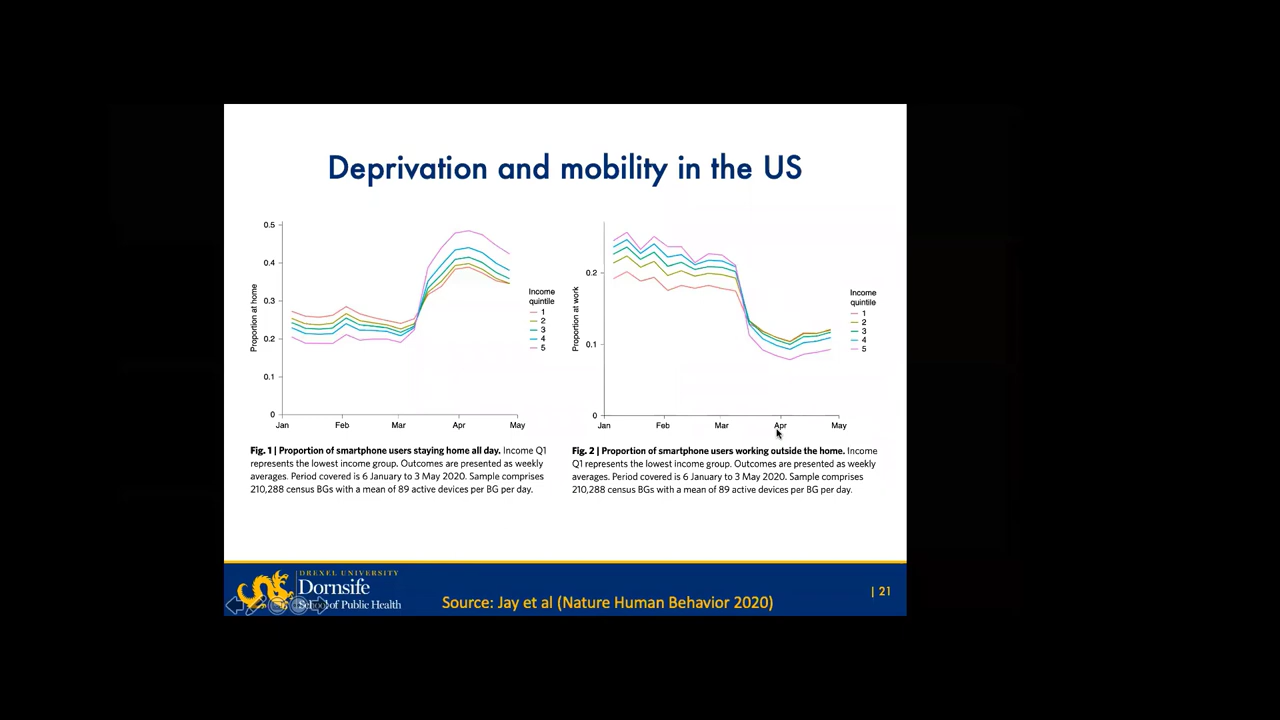 Deprivation and mobility in the US
0.5
0.4
0.3
0.2
0.1
0
Proportion at home
Jan
Feb
Mar
Apr
May
Income
quintile
1
2
3
4
5
0.2
0.1
0
Proportion at work
Jan
Feb
Mar
Apr
May
Income
quintile
1
2
3
4
5
Fig. 1 | Proportion of smartphone users staying home all day. Income Q1
represents the lowest income group. Outcomes are presented as weekly
averages. Period covered is 6 January to 3 May 2020. Sample comprises
210,288 census BGs with a mean of 89 active devices per BG per day.
Fig. 2 | Proportion of smartphone users working outside the home. Income
Q1 represents the lowest income group. Outcomes are presented as weekly
averages. Period covered is 6 January to 3 May 2020. Sample comprises
210,288 census BGs with a mean of 89 active devices per BG per day.
DREXEL UNIVERSITY
Dornsife
School of Public Health
Source: Jay et al (Nature Human Behavior 2020)
| 21